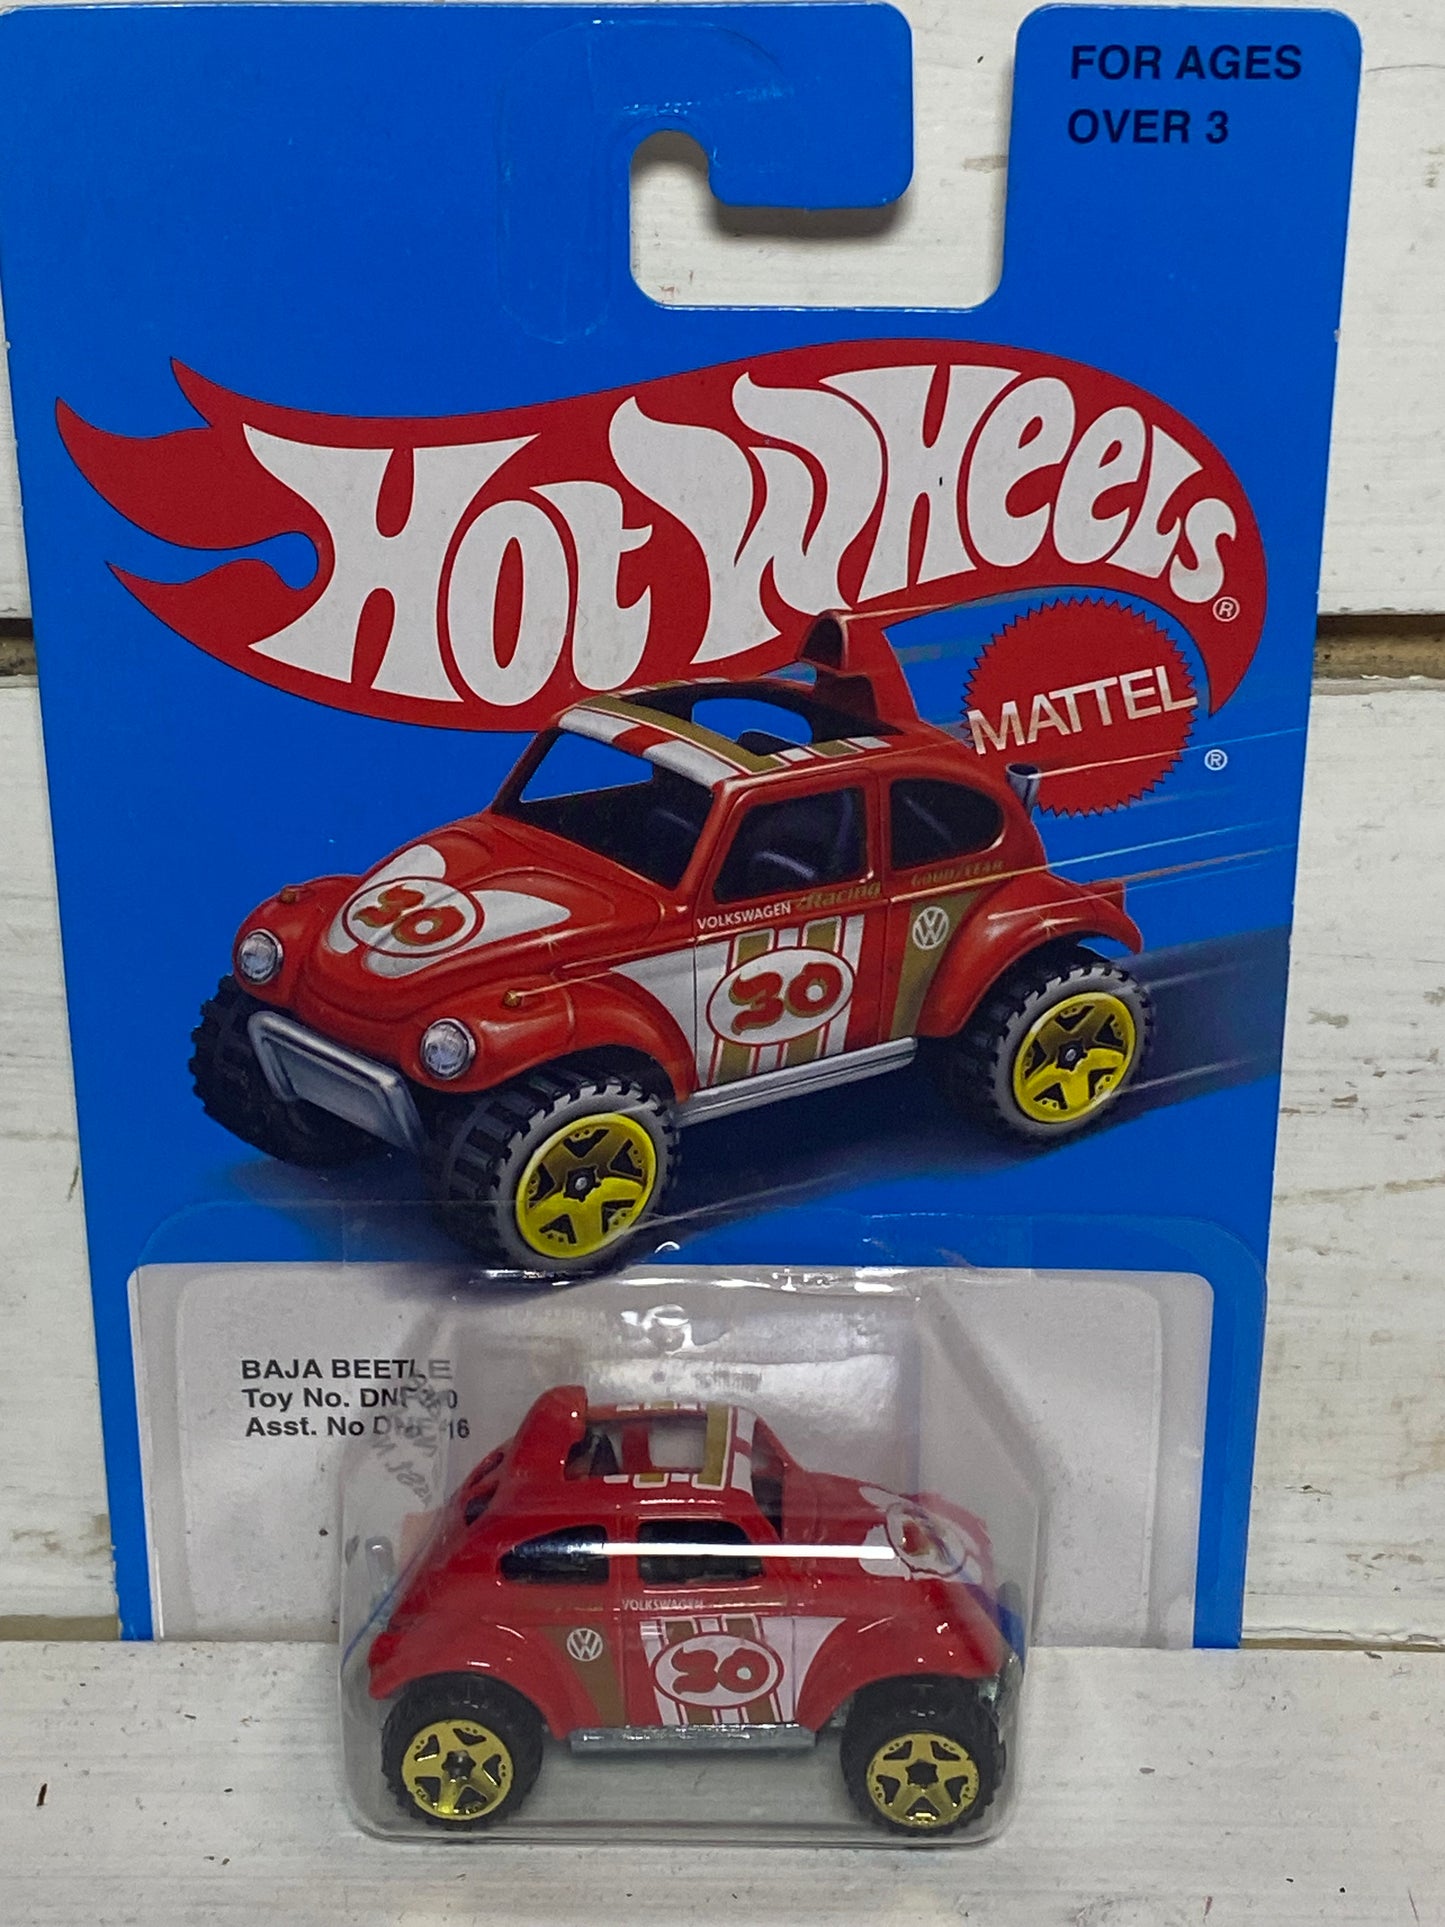 FOR AGES
OVER 3
HOT WHEELS®
MATTEL
®
30
VOLKSWAGEN Racing
GOODYEAR
30
BAJA BEETLE
Toy No.
Asst. No
VOLKSWAGEN
30